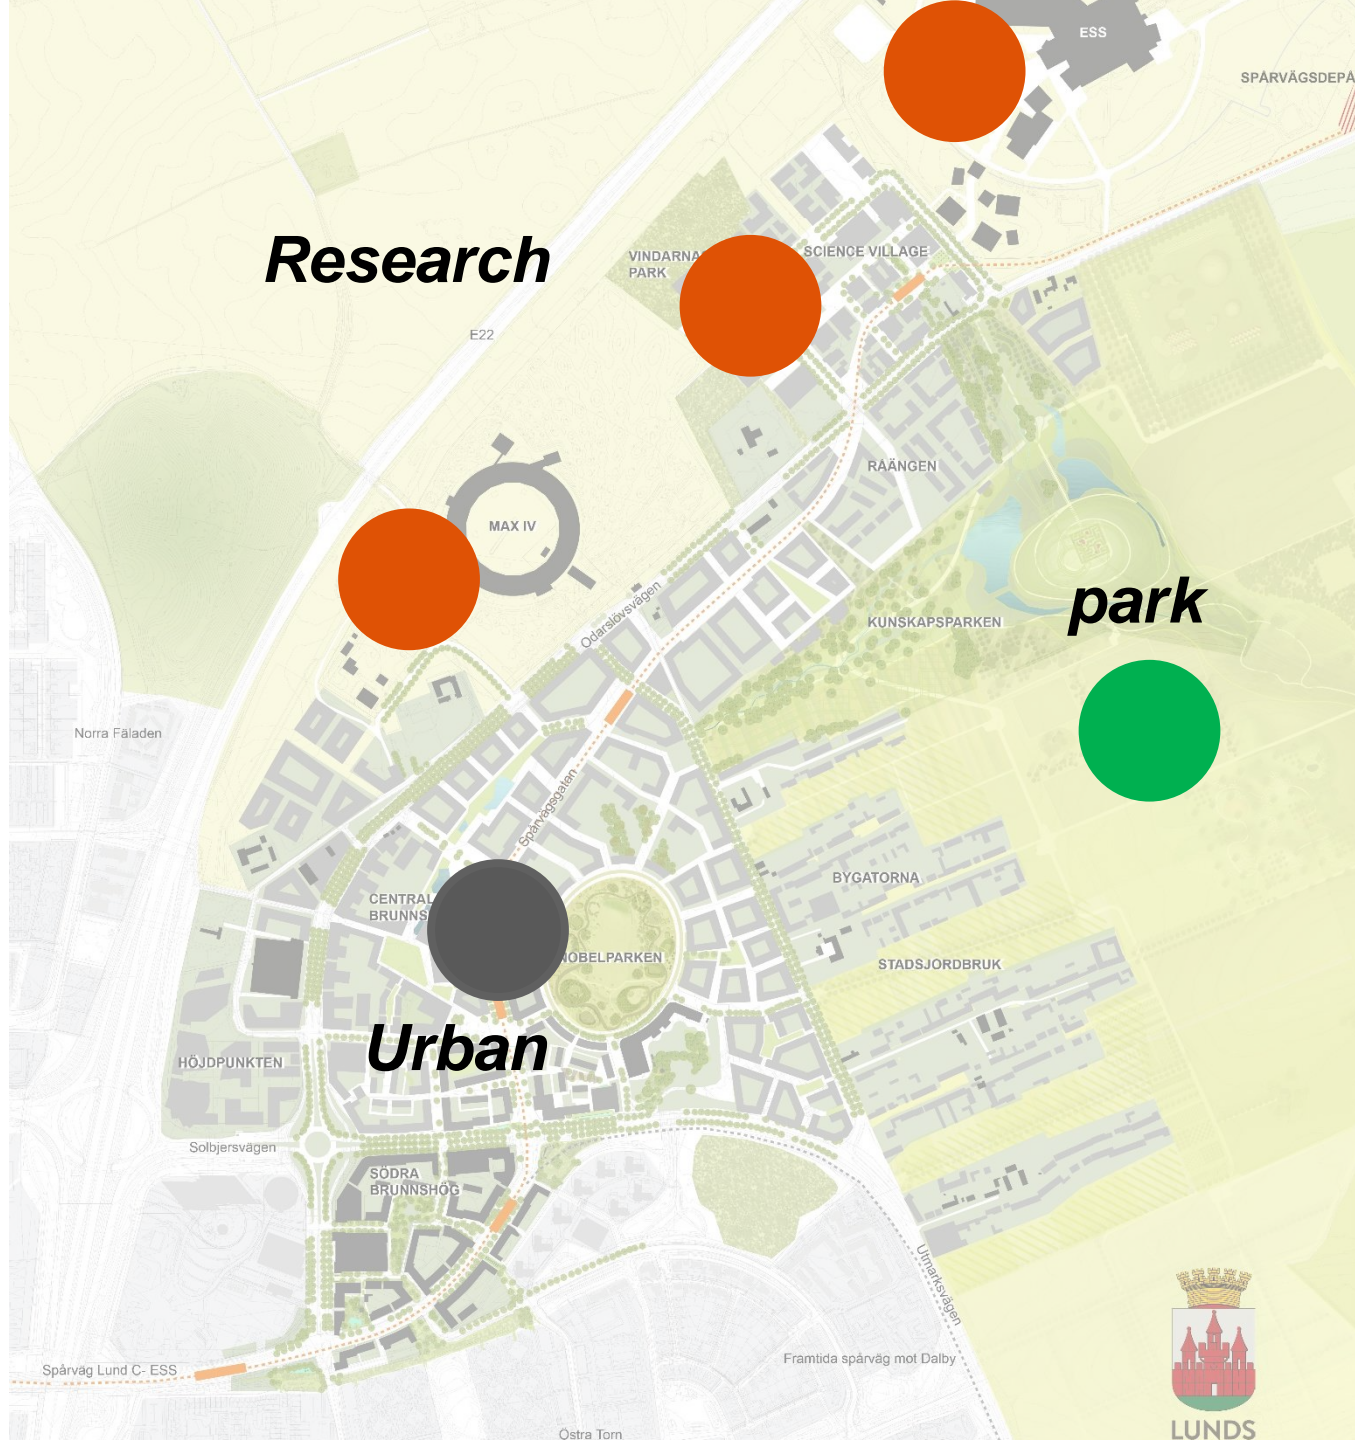 ESS
SPÅRVÄGSDEPÅ
Research
VINDARNA
PARK
SCIENCE VILLAGE
E22
RÅÄNGEN
MAX IV
Odarslövsvägen
park
KUNSKAPSPARKEN
Norra Fäladen
Spårvägsgatan
BYGATORNA
CENTRAL
BRUNNS
NOBELPARKEN
STADSJORDBRUK
Urban
HÖJDPUNKTEN
Solbjersvägen
SÖDRA
BRUNNSHÖG
Utmarksvägen
Framtida spårväg mot Dalby
Spårväg Lund C- ESS
LUNDS
Östra Torn